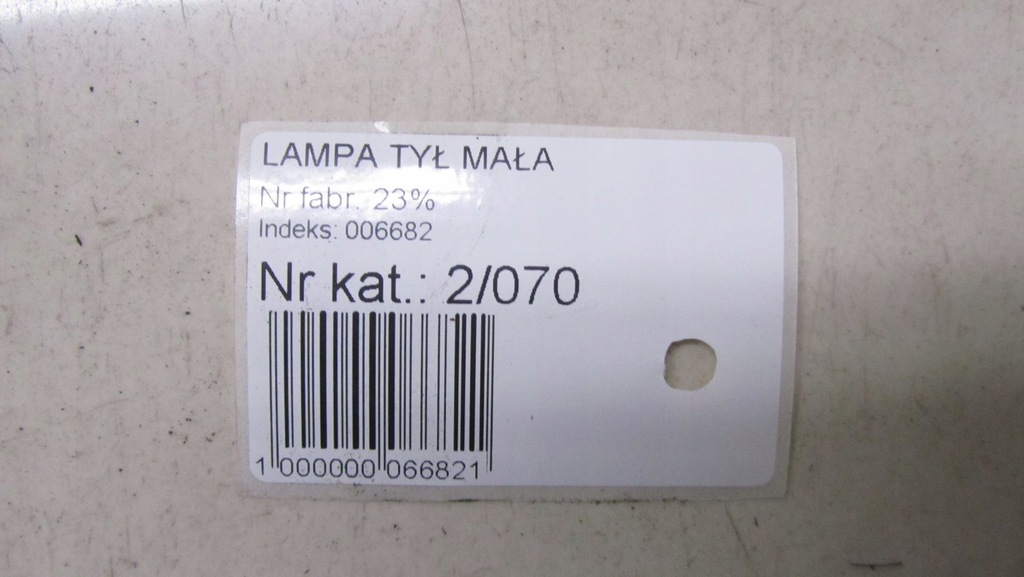 LAMPA TYŁ MAŁA
Nr fabr. 23%
Indeks: 006682
Nr kat.: 2/070
1 000000 066821